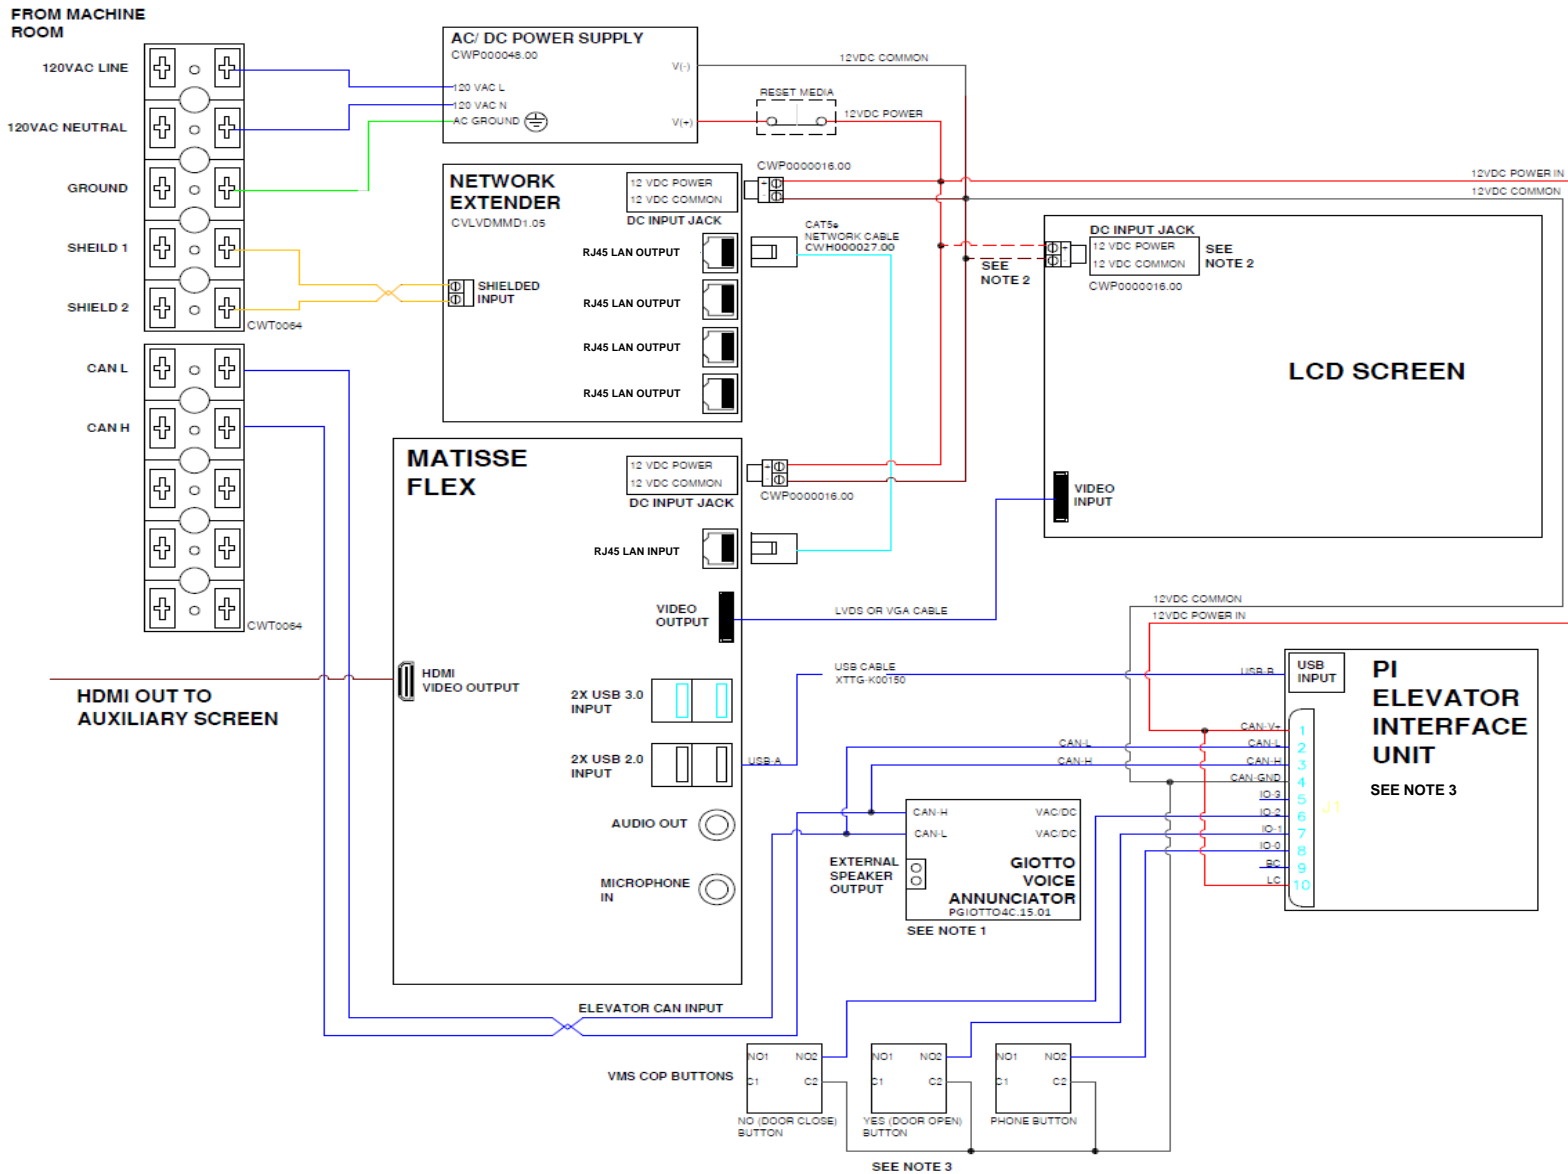 FROM MACHINE
ROOM
120VAC LINE
120VAC NEUTRAL
GROUND
SHEILD 1
SHIELD 2
CWT0064
CAN L
CAN H
CWT0064
AC/ DC POWER SUPPLY
CWP000048.00
V(-)
120 VAC L
120 VAC N
AC GROUND
V(+)
12VDC COMMON
RESET MEDIA
12VDC POWER
NETWORK
EXTENDER
CVLVDMMD1.05
12 VDC POWER
12 VDC COMMON
DC INPUT JACK
CWP0000016.00
+
-
RJ45 LAN OUTPUT
CAT5e
NETWORK CABLE
CWH000027.00
SHIELDED
INPUT
RJ45 LAN OUTPUT
RJ45 LAN OUTPUT
RJ45 LAN OUTPUT
12VDC POWER IN
12VDC COMMON
DC INPUT JACK
12 VDC POWER
12 VDC COMMON
CWP0000016.00
+
-
SEE
NOTE 2
SEE
NOTE 2
LCD SCREEN
VIDEO
INPUT
MATISSE
FLEX
12 VDC POWER
12 VDC COMMON
DC INPUT JACK
+
-
CWP0000016.00
RJ45 LAN INPUT
VIDEO
OUTPUT
LVDS OR VGA CABLE
HDMI
VIDEO OUTPUT
HDMI OUT TO
AUXILIARY SCREEN
2X USB 3.0
INPUT
2X USB 2.0
INPUT
USB-A
USB CABLE
XTTG-K00150
AUDIO OUT
MICROPHONE
IN
12VDC COMMON
12VDC POWER IN
USB-B
USB
INPUT
PI
ELEVATOR
INTERFACE
UNIT
SEE NOTE 3
J1
CAN-V+
1
CAN-L
CAN-L
2
CAN-H
CAN-H
3
CAN-GND
4
IO-3
5
IO-2
6
IO-1
7
IO-0
8
BC
9
LC
10
CAN-H
VAC/DC
CAN-L
VAC/DC
EXTERNAL
SPEAKER
OUTPUT
GIOTTO
VOICE
ANNUNCIATOR
PGIOTTO4C.15.01
SEE NOTE 1
ELEVATOR CAN INPUT
VMS COP BUTTONS
NO1
NO2
C1
C2
NO (DOOR CLOSE)
BUTTON
NO1
NO2
C1
C2
YES (DOOR OPEN)
BUTTON
NO1
NO2
C1
C2
PHONE BUTTON
SEE NOTE 3